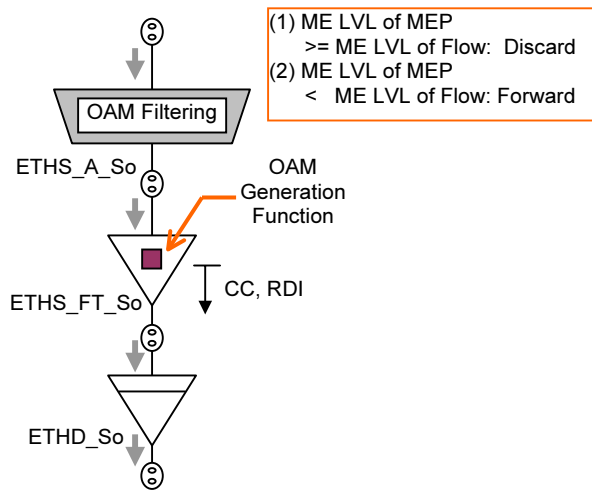 (1) ME LVL of MEP
>= ME LVL of Flow: Discard
(2) ME LVL of MEP
< ME LVL of Flow: Forward
OAM Filtering
ETHS_A_So
OAM
Generation
Function
CC, RDI
ETHS_FT_So
ETHD_So